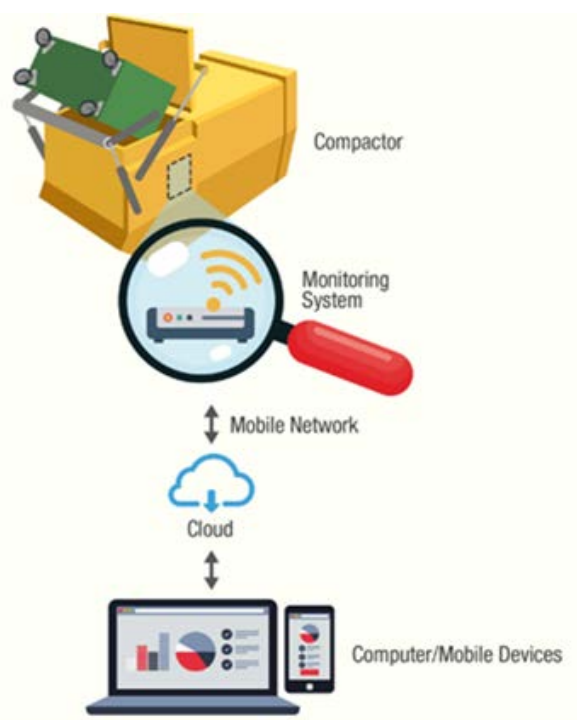 Compactor
Monitoring
System
Mobile Network
Cloud
Computer/Mobile Devices